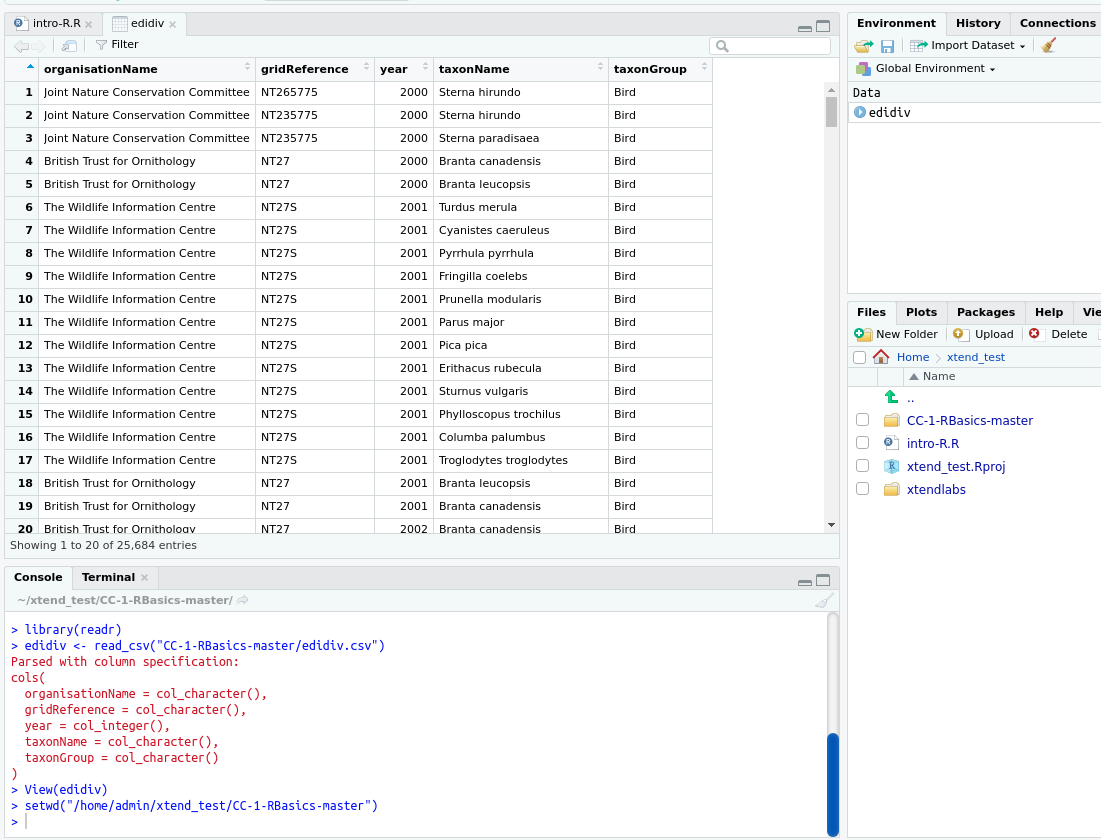 intro-R.R
edidiv
Filter
organisationName gridReference year taxonName taxonGroup
1 Joint Nature Conservation Committee NT265775 2000 Sterna hirundo Bird
2 Joint Nature Conservation Committee NT235775 2000 Sterna hirundo Bird
3 Joint Nature Conservation Committee NT235775 2000 Sterna paradisaea Bird
4 British Trust for Ornithology NT27 2000 Branta canadensis Bird
5 British Trust for Ornithology NT27 2000 Branta leucopsis Bird
6 The Wildlife Information Centre NT27S 2001 Turdus merula Bird
7 The Wildlife Information Centre NT27S 2001 Cyanistes caeruleus Bird
8 The Wildlife Information Centre NT27S 2001 Pyrrhula pyrrhula Bird
9 The Wildlife Information Centre NT27S 2001 Fringilla coelebs Bird
10 The Wildlife Information Centre NT27S 2001 Prunella modularis Bird
11 The Wildlife Information Centre NT27S 2001 Parus major Bird
12 The Wildlife Information Centre NT27S 2001 Pica pica Bird
13 The Wildlife Information Centre NT27S 2001 Erithacus rubecula Bird
14 The Wildlife Information Centre NT27S 2001 Sturnus vulgaris Bird
15 The Wildlife Information Centre NT27S 2001 Phylloscopus trochilus Bird
16 The Wildlife Information Centre NT27S 2001 Columba palumbus Bird
17 The Wildlife Information Centre NT27S 2001 Troglodytes troglodytes Bird
18 British Trust for Ornithology NT27 2001 Branta leucopsis Bird
19 British Trust for Ornithology NT27 2001 Branta canadensis Bird
20 British Trust for Ornithology NT27 2002 Branta canadensis Bird
Showing 1 to 20 of 25,684 entries
Console Terminal
~/xtend_test/CC-1-RBasics-master/
> library(readr)
> edidiv <- read_csv("CC-1-RBasics-master/edidiv.csv")
Parsed with column specification:
cols(
  organisationName = col_character(),
  gridReference = col_character(),
  year = col_integer(),
  taxonName = col_character(),
  taxonGroup = col_character()
)
> View(edidiv)
> setwd("/home/admin/xtend_test/CC-1-RBasics-master")
>
Environment History Connections
Import Dataset
Global Environment
Data
edidiv
Files Plots Packages Help Vie
New Folder Upload Delete
Home xtend_test
Name
..
CC-1-RBasics-master
intro-R.R
xtend_test.Rproj
xtendlabs